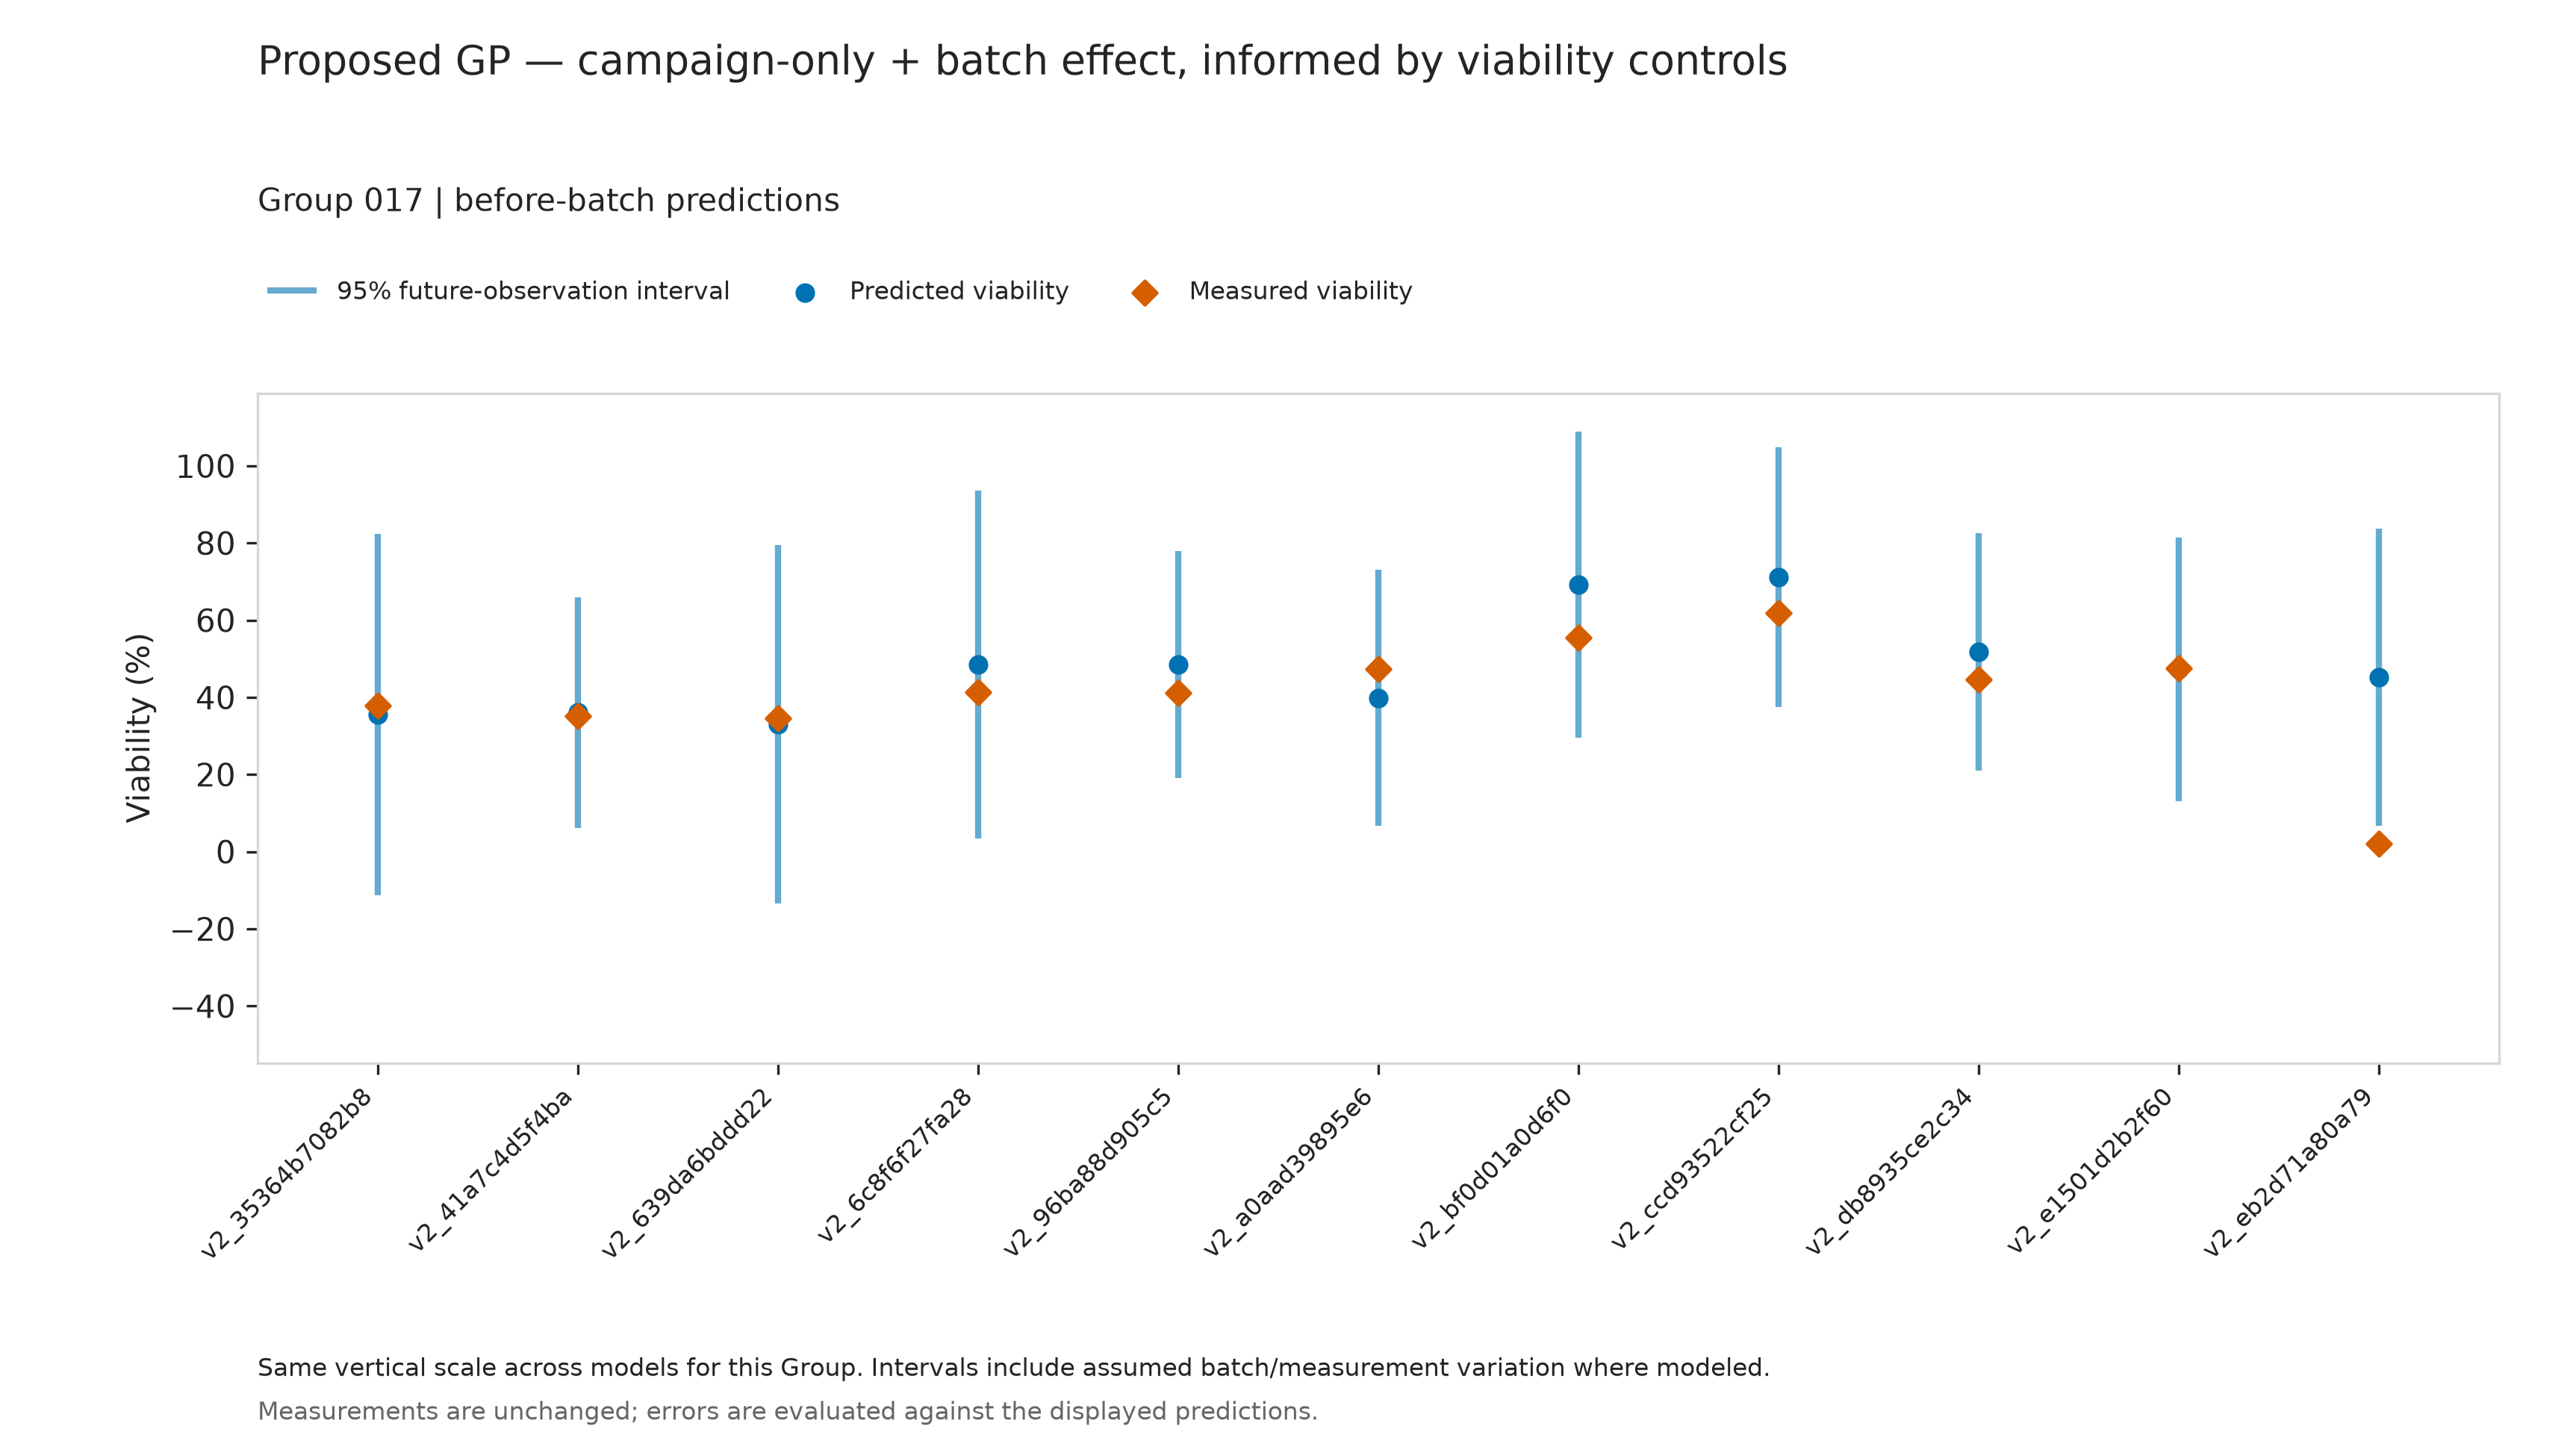 Proposed GP — campaign-only + batch effect, informed by viability controls
Group 017 | before-batch predictions
95% future-observation interval
Predicted viability
Measured viability
Viability (%)
100
80
60
40
20
0
−20
−40
v2_35364b7082b8
v2_41a7c4d5f4ba
v2_639da6bddd22
v2_6c8f6f27fa28
v2_96ba88d905c5
v2_a0aad39895e6
v2_bf0d01a0d6f0
v2_ccd93522cf25
v2_db8935ce2c34
v2_e1501d2b2f60
v2_eb2d71a80a79
Same vertical scale across models for this Group. Intervals include assumed batch/measurement variation where modeled.
Measurements are unchanged; errors are evaluated against the displayed predictions.